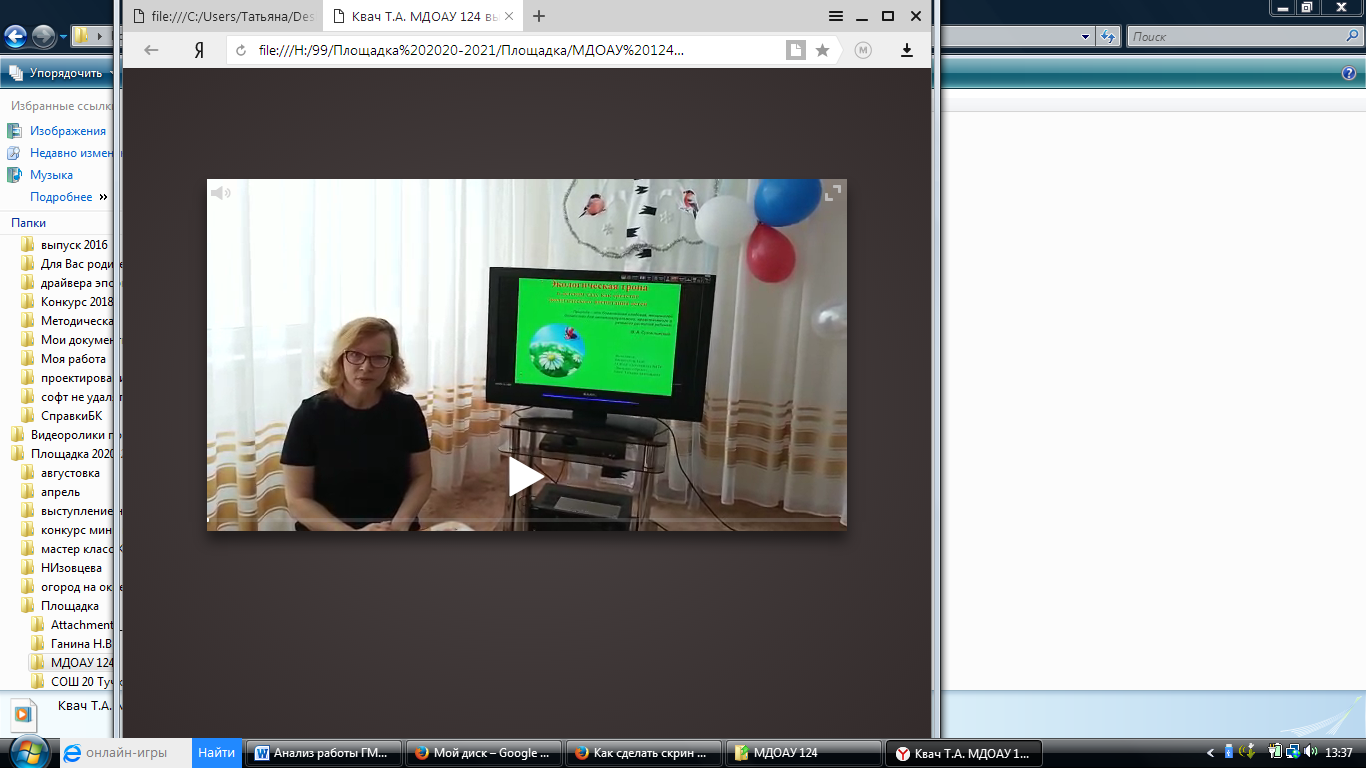 file:///C:/Users/Татьяна/Des
Квач Т.А. МДОАУ 124 вы
file:///H:/99/Площадка%202020-2021/Площадка/МДОАУ%20124...
Поиск
Упорядочить
Избранные ссылк
Изображения
Недавно измен
Музыка
Подробнее »
Папки
выпуск 2016
Для Вас роди
драйвера эпс
Конкурс 2018
Методическа
Мои документ
Моя работа
проектирован
софт не удал
СправкиБК
Видеоролики п
Площадка 202
августовка
апрель
выступление
конкурс мин
мастер класс
НИзовцева
огород на ок
Площадка
Attachment
Ганина Н.В
МДОАУ 124
СОШ 20 Туч
Экологическая тропа
Квач Т.А.
онлайн-игры
Найти
Анализ работы ГМ...
Мой диск – Google ...
Как сделать скрин ...
МДОАУ 124
Квач Т.А. МДОАУ 1...
13:37